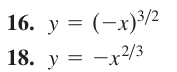 16. y = (−x)^{3/2}
18. y = −x^{2/3}